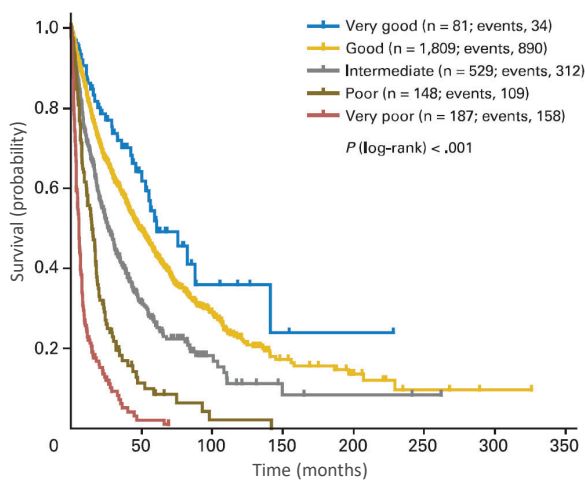 Very good (n = 81; events, 34)
Good (n = 1,809; events, 890)
Intermediate (n = 529; events, 312)
Poor (n = 148; events, 109)
Very poor (n = 187; events, 158)
P (log-rank) < .001
Survival (probability)
1.0
0.8
0.6
0.4
0.2
0 50 100 150 200 250 300 350
Time (months)